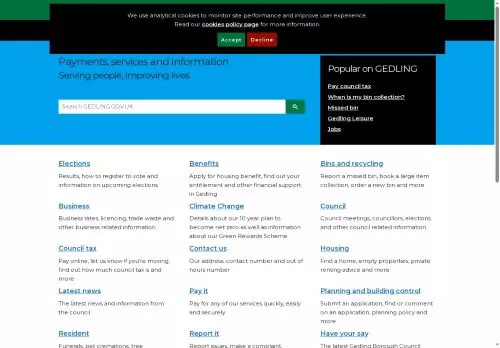 We use analytical cookies to monitor site performance and improve user experience.
Read our cookies policy page for more information.
Accept
Decline
Payments, services and information
Serving people, improving lives
Search GEDLING.GOV.UK
Popular on GEDLING
Pay council tax
When is my bin collection?
Missed bin
Gedling Leisure
Jobs
Elections
Results, how to register to vote and
information on upcoming elections
Benefits
Apply for housing benefit, find out your
entitlement and other financial support in
Gedling
Bins and recycling
Report a missed bin, book a large item
collection, order a new bin and more
Business
Business rates, licencing, trade waste and
other business related information
Climate Change
Details about our 10 year plan to
become net zero as well as information
about our Green Rewards Scheme
Council
Council meetings, councillors, elections
and other council related information
Council tax
Pay online, let us know if you're moving,
find out how much council tax is and more
Contact us
Our address, contact number and out of
hours number
Housing
Find a home, empty properties, private
renting advice and more
Latest news
The latest news and information from
the council
Pay it
Pay for any of our services quickly, easily and
securely
Planning and building control
Submit an application, find or comment
on an application, planning policy and
more
Resident
Funerals, pet cremations, tree
Report it
Report issues, make a complaint,
Have your say
The latest Gedling Borough Council